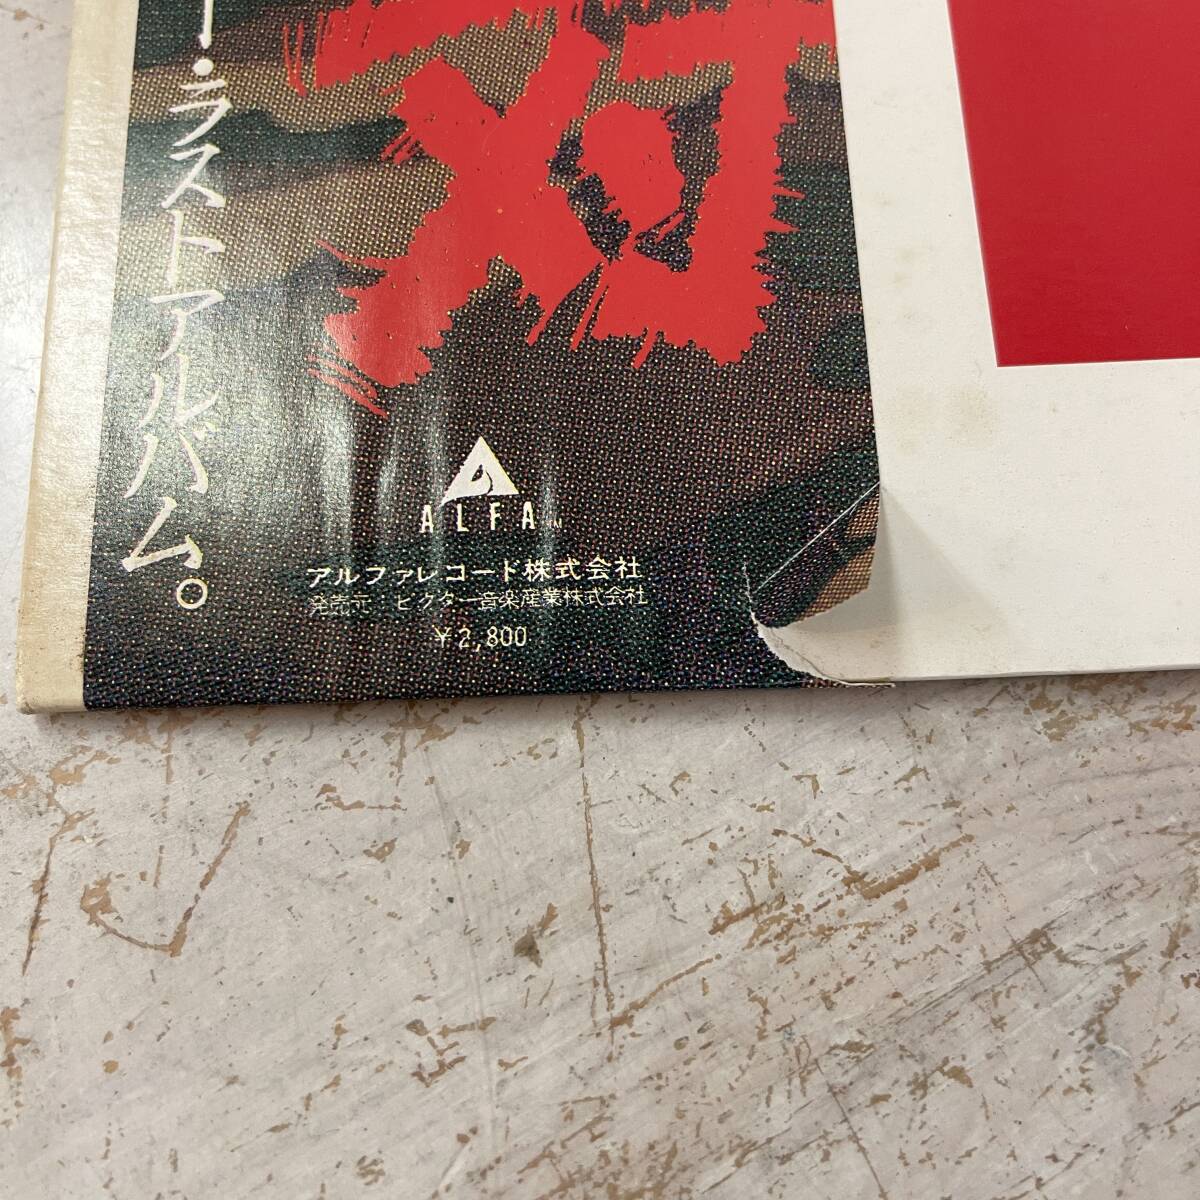 ー・ラストアルバム。
ALFA TM
アルファレコード株式会社
発売元 ビクター音楽産業株式会社
¥2,800